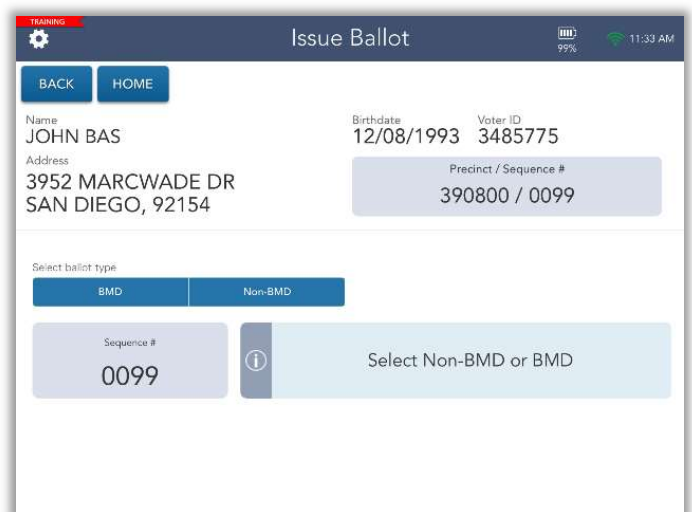 TRAINING
Issue Ballot
99%
11:33 AM
BACK
HOME
Name
JOHN BAS
Birthdate
12/08/1993
Voter ID
3485775
Address
3952 MARCWADE DR
SAN DIEGO, 92154
Precinct / Sequence #
390800 / 0099
Select ballot type
BMD
Non-BMD
Sequence #
0099
Select Non-BMD or BMD